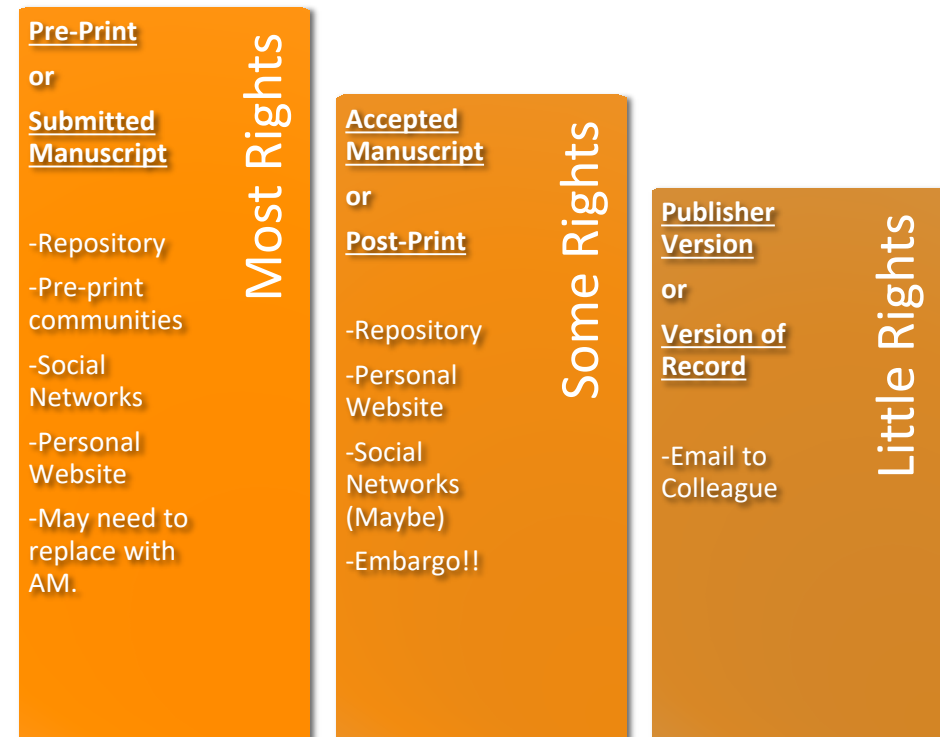 Pre-Print
or
Submitted
Manuscript
-Repository
-Pre-print
communities
-Social
Networks
-Personal
Website
-May need to
replace with
AM.
Most Rights
Accepted
Manuscript
or
Post-Print
-Repository
-Personal
Website
-Social
Networks
(Maybe)
-Embargo!!
Some Rights
Publisher
Version
or
Version of
Record
-Email to
Colleague
Little Rights